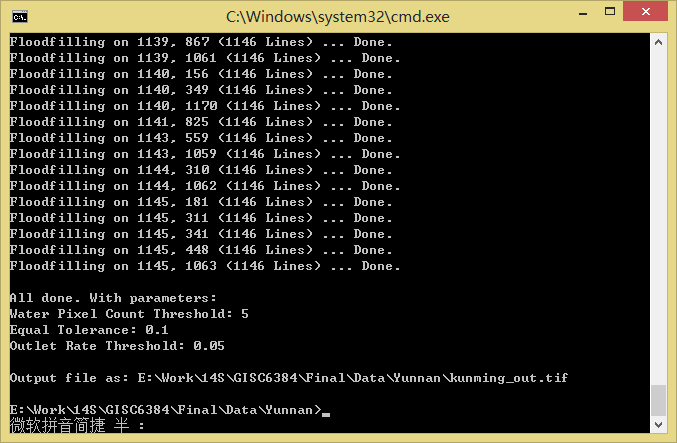 C:\Windows\system32\cmd.exe
Floodfilling on 1139, 867 (1146 Lines) ... Done.
Floodfilling on 1139, 1061 (1146 Lines) ... Done.
Floodfilling on 1140, 156 (1146 Lines) ... Done.
Floodfilling on 1140, 349 (1146 Lines) ... Done.
Floodfilling on 1140, 1170 (1146 Lines) ... Done.
Floodfilling on 1141, 825 (1146 Lines) ... Done.
Floodfilling on 1143, 559 (1146 Lines) ... Done.
Floodfilling on 1143, 1059 (1146 Lines) ... Done.
Floodfilling on 1144, 310 (1146 Lines) ... Done.
Floodfilling on 1144, 1062 (1146 Lines) ... Done.
Floodfilling on 1145, 181 (1146 Lines) ... Done.
Floodfilling on 1145, 311 (1146 Lines) ... Done.
Floodfilling on 1145, 341 (1146 Lines) ... Done.
Floodfilling on 1145, 448 (1146 Lines) ... Done.
Floodfilling on 1145, 1063 (1146 Lines) ... Done.
All done. With parameters:
Water Pixel Count Threshold: 5
Equal Tolerance: 0.1
Outlet Rate Threshold: 0.05
Output file as: E:\Work\14S\GISC6384\Final\Data\Yunnan\kunming_out.tif
E:\Work\14S\GISC6384\Final\Data\Yunnan>
微软拼音简捷 半 :